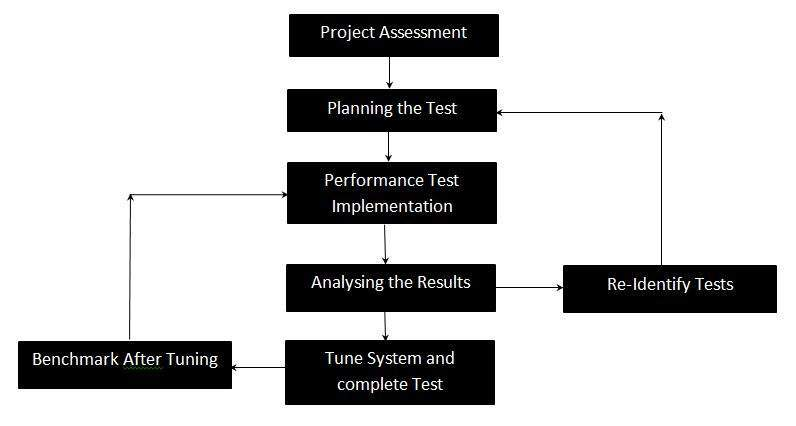 Project Assessment
Planning the Test
Performance Test
Implementation
Analysing the Results
Re-Identify Tests
Benchmark After Tuning
Tune System and
complete Test